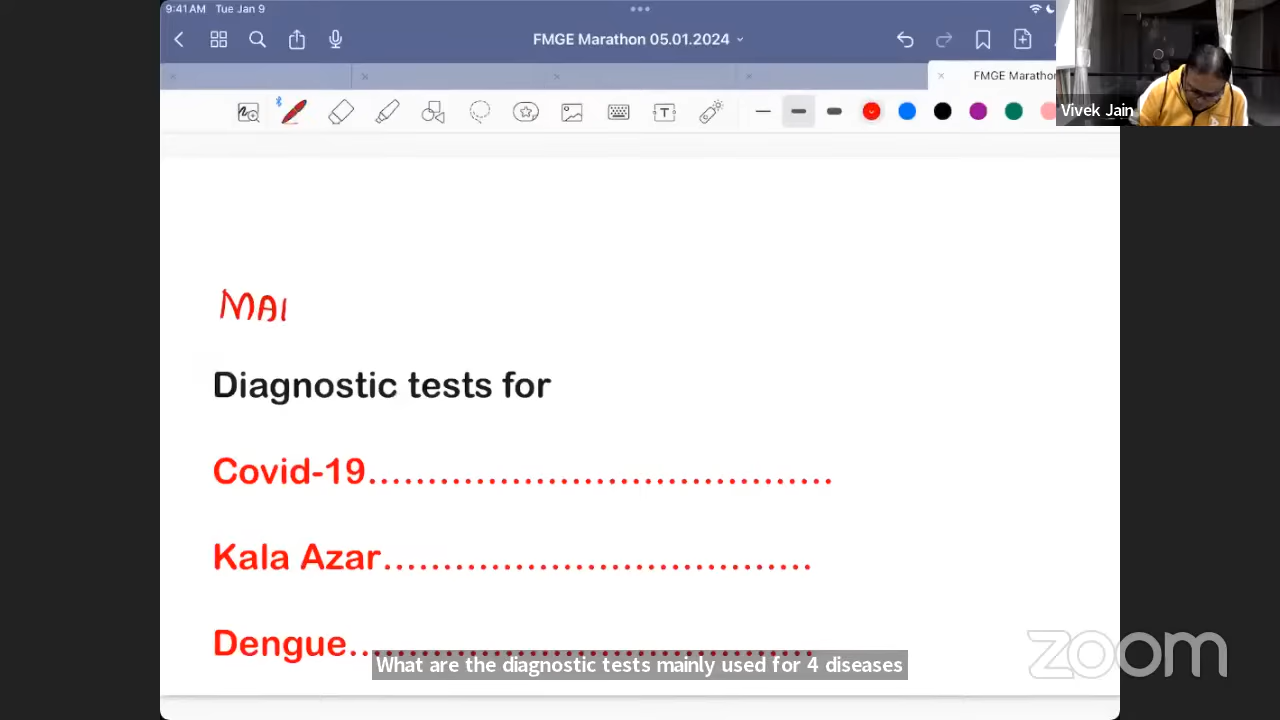 9:41 AM Tue Jan 9
FMGE Marathon 05.01.2024
FMGE Marathon
T
Vivek Jain
MAl
Diagnostic tests for
Covid-19.......................................
Kala Azar....................................
Dengue.......................................
What are the diagnostic tests mainly used for 4 diseases
zoom